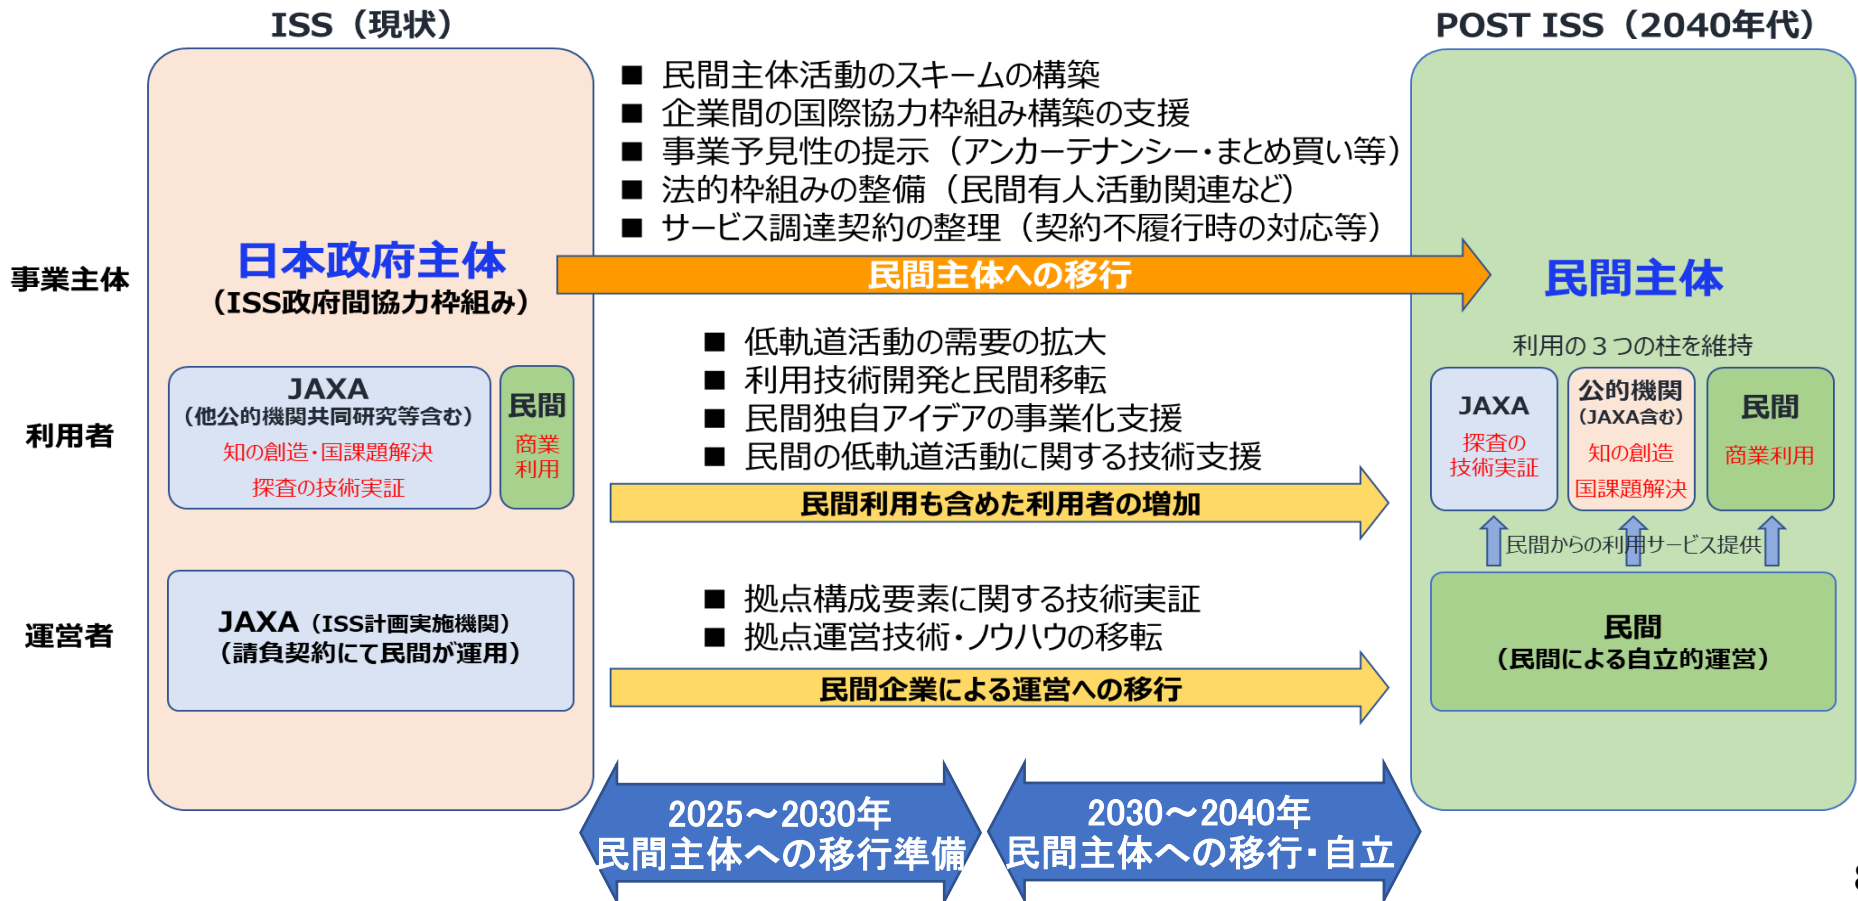 ISS（現状）
POST ISS（2040年代）
■ 民間主体活動のスキームの構築
■ 企業間の国際協力枠組み構築の支援
■ 事業予見性の提示（アンカーテナンシー・まとめ買い等）
■ 法的枠組みの整備（民間有人活動関連など）
■ サービス調達契約の整理（契約不履行時の対応等）
事業主体
日本政府主体
（ISS政府間協力枠組み）
民間主体への移行
民間主体
■ 低軌道活動の需要の拡大
■ 利用技術開発と民間移転
■ 民間独自アイデアの事業化支援
■ 民間の低軌道活動に関する技術支援
利用者
JAXA
（他公的機関共同研究等含む）
知の創造・国課題解決
探査の技術実証
民間
商業
利用
民間利用も含めた利用者の増加
利用の３つの柱を維持
JAXA
探査の
技術実証
公的機関
（JAXA含む）
知の創造
国課題解決
民間
商業利用
民間からの利用サービス提供
■ 拠点構成要素に関する技術実証
■ 拠点運営技術・ノウハウの移転
運営者
JAXA（ISS計画実施機関）
（請負契約にて民間が運用）
民間企業による運営への移行
民間
（民間による自立的運営）
2025～2030年
民間主体への移行準備
2030～2040年
民間主体への移行・自立